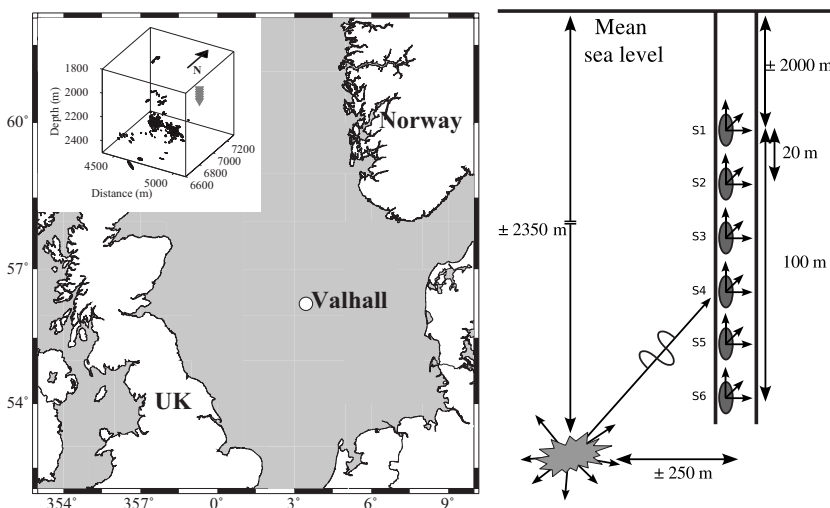 1800
2000
2200
2400
Depth (m)
N
4500
5000
Distance (m)
6600
6800
7000
7200
60˚
57˚
54˚
Norway
Valhall
UK
354˚
357˚
0˚
3˚
6˚
9˚
Mean
sea level
± 2000 m
± 2350 m
S1
20 m
S2
S3
100 m
S4
S5
S6
± 250 m